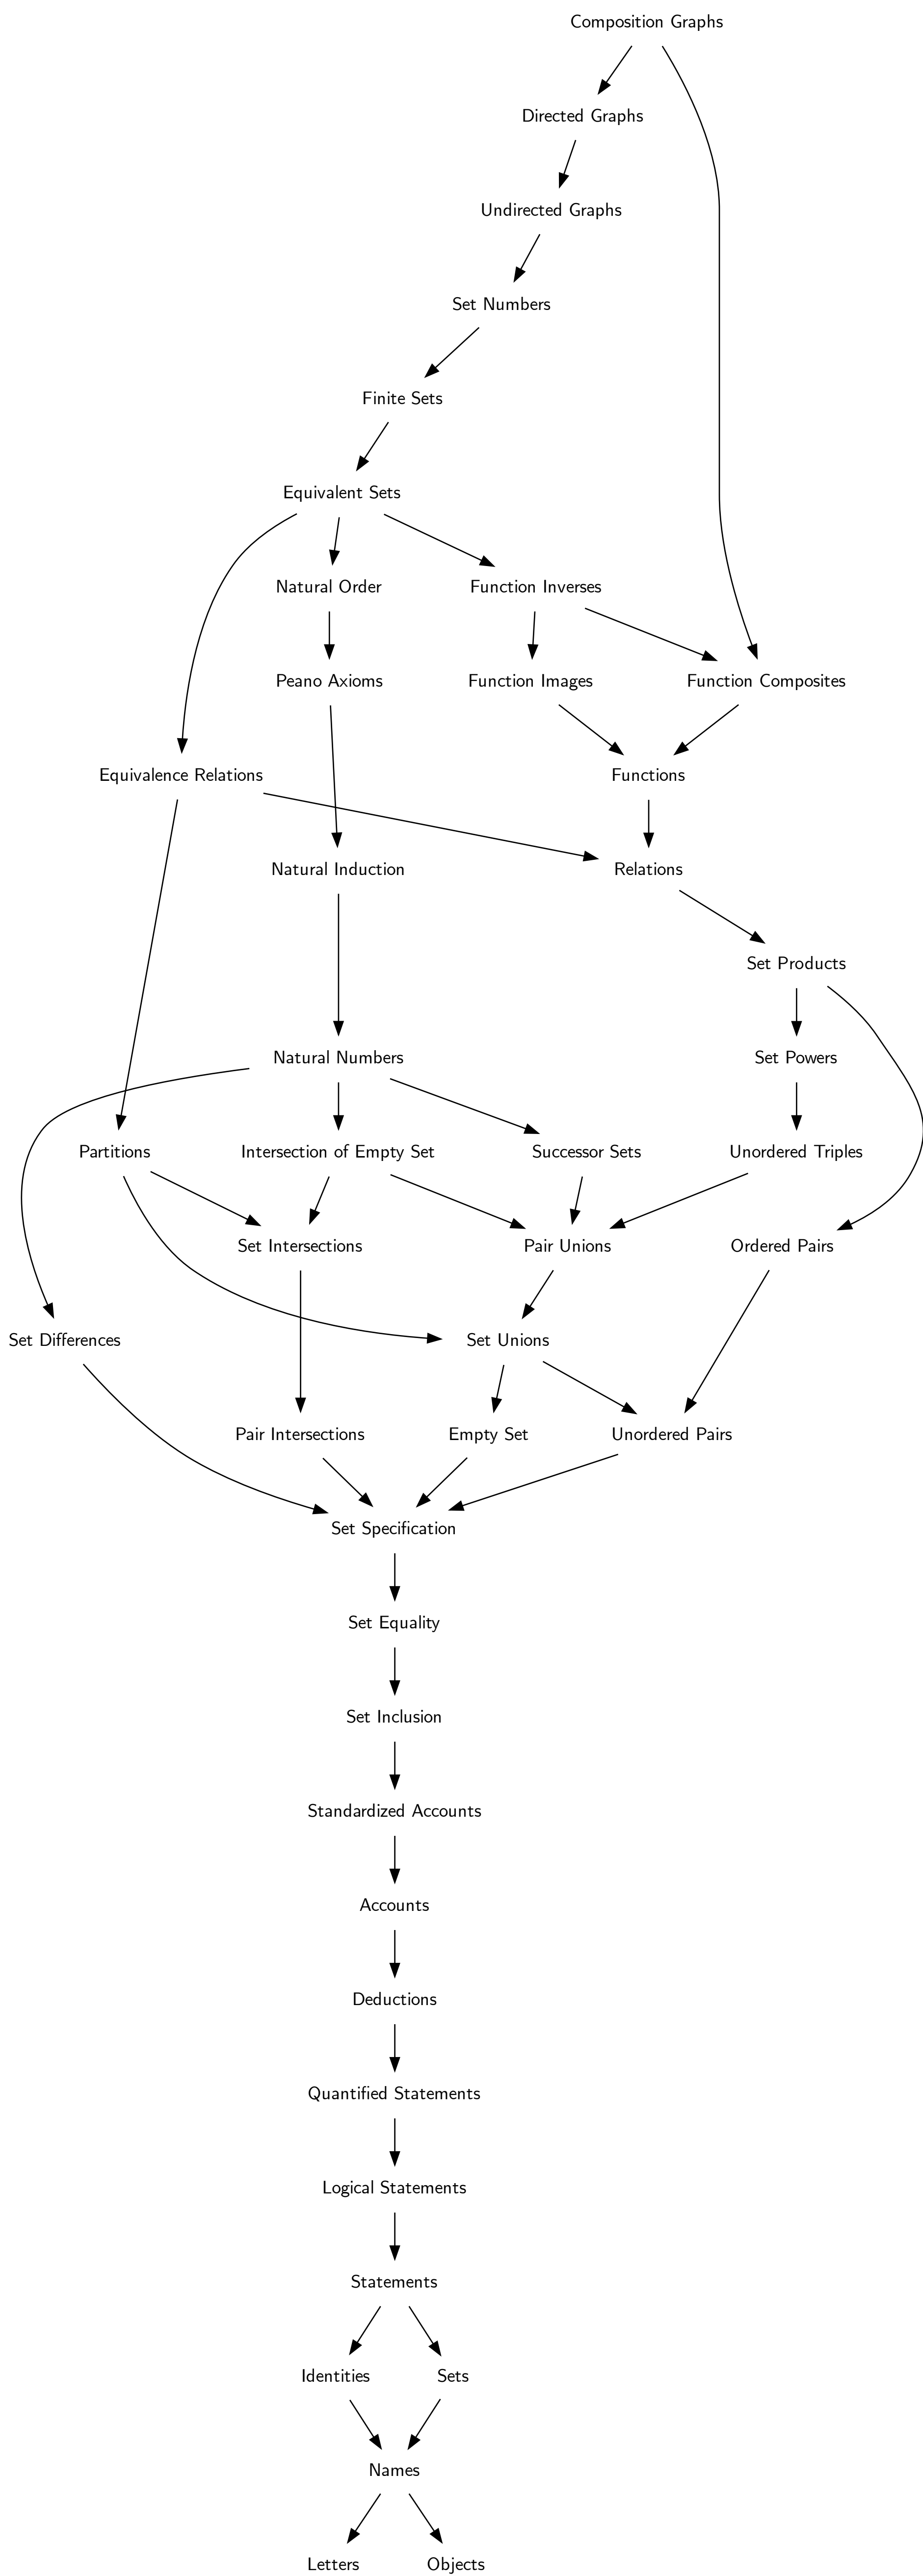 Composition Graphs
Directed Graphs
Undirected Graphs
Set Numbers
Finite Sets
Equivalent Sets
Natural Order
Function Inverses
Peano Axioms
Function Images
Function Composites
Equivalence Relations
Functions
Natural Induction
Relations
Set Products
Natural Numbers
Set Powers
Partitions
Intersection of Empty Set
Successor Sets
Unordered Triples
Set Intersections
Pair Unions
Ordered Pairs
Set Differences
Set Unions
Pair Intersections
Empty Set
Unordered Pairs
Set Specification
Set Equality
Set Inclusion
Standardized Accounts
Accounts
Deductions
Quantified Statements
Logical Statements
Statements
Identities
Sets
Names
Letters
Objects